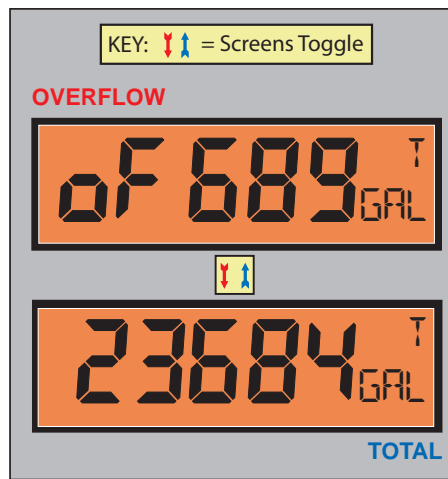 KEY: = Screens Toggle
OVERFLOW
oF 689 T GAL
23684 T GAL
TOTAL